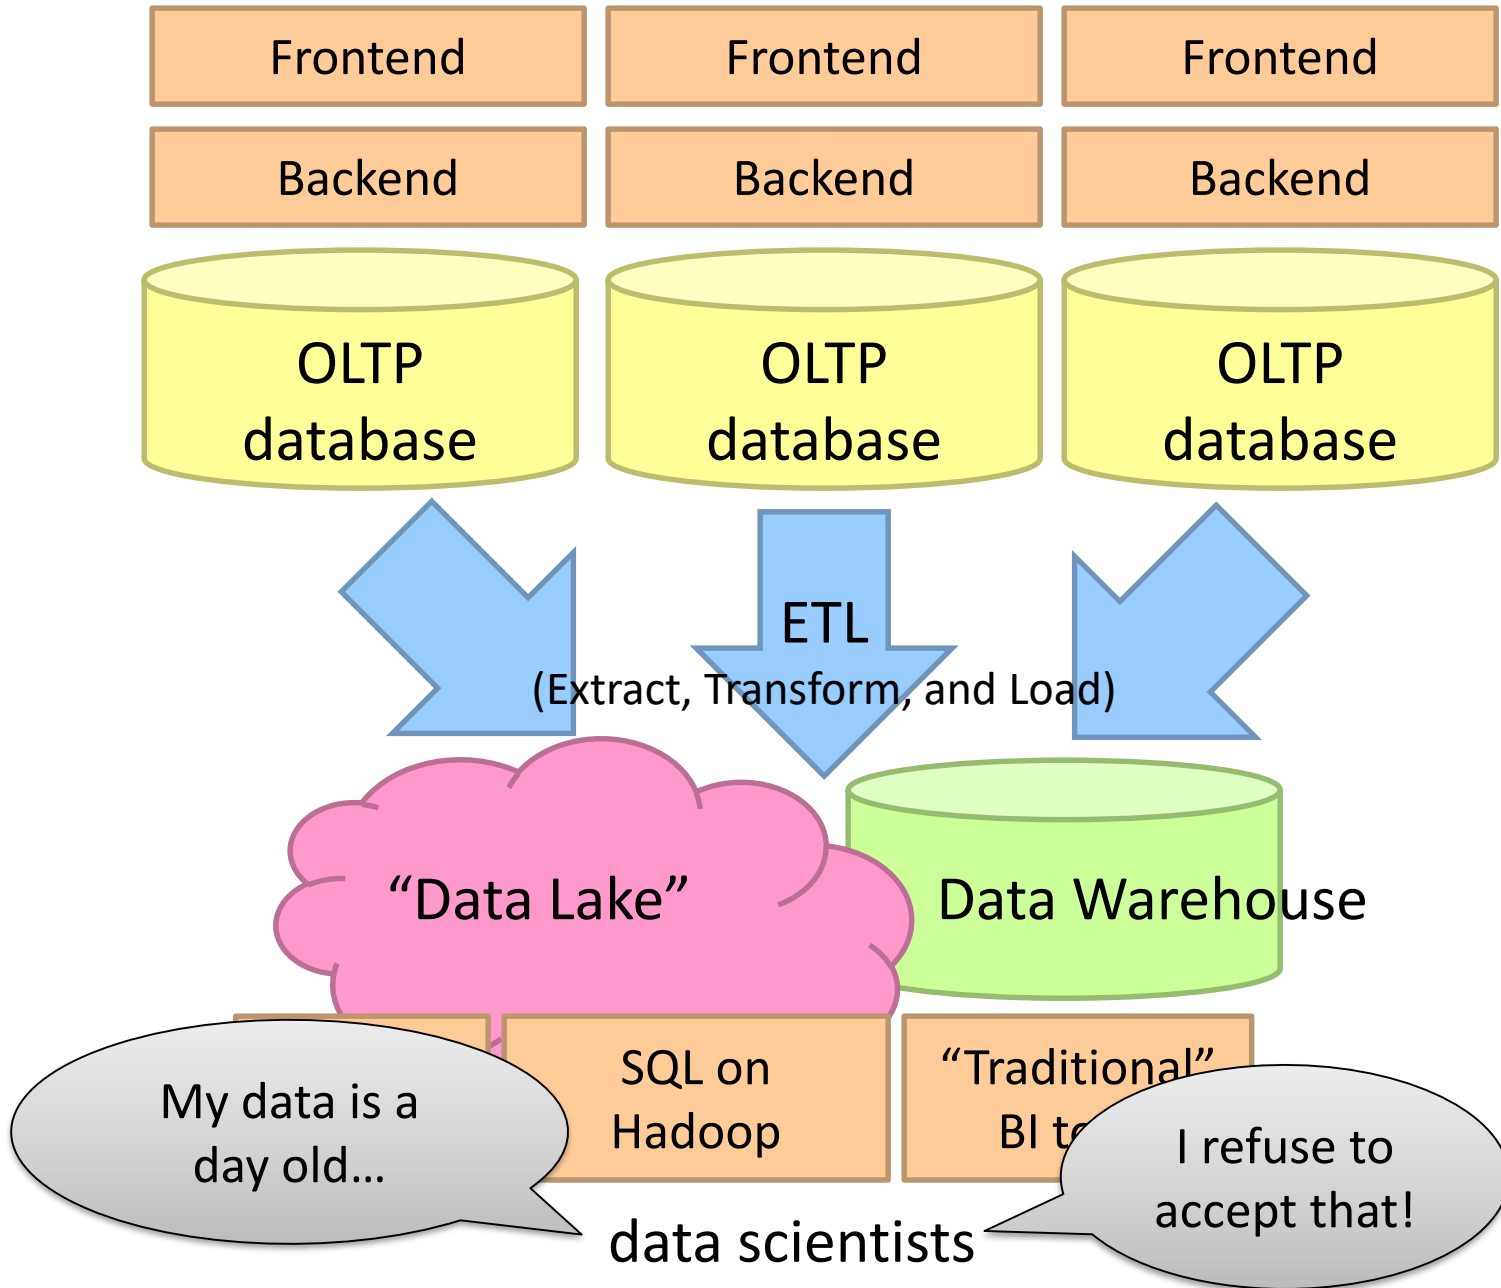 Frontend
Frontend
Frontend
Backend
Backend
Backend
OLTP
database
OLTP
database
OLTP
database
ETL
(Extract, Transform, and Load)
“Data Lake”
Data Warehouse
SQL on
Hadoop
“Traditional”
BI
My data is a
day old…
I refuse to
accept that!
data scientists